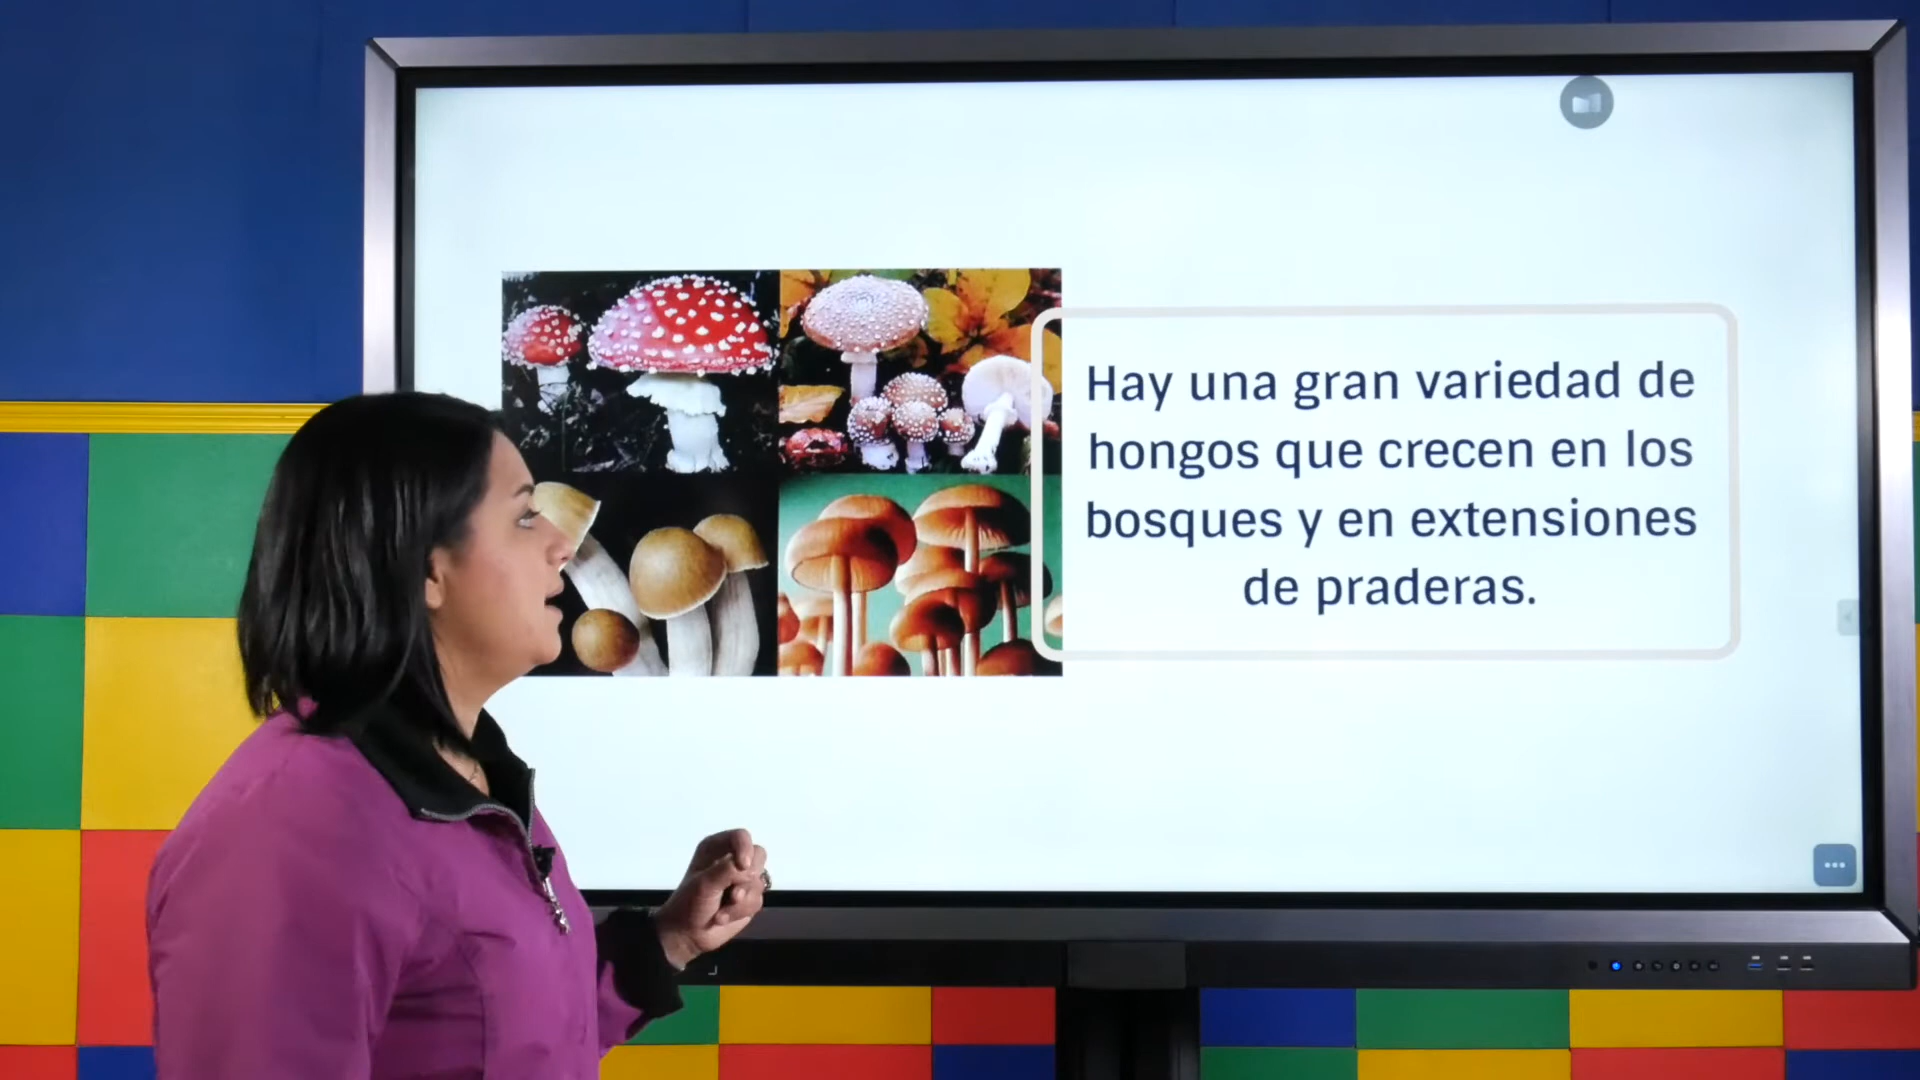 Hay una gran variedad de
hongos que crecen en los
bosques y en extensiones
de praderas.